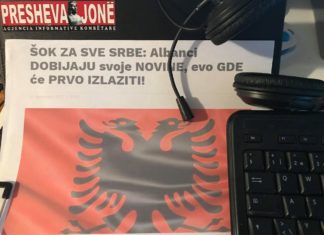 PRESHEVA JONË
AGJENCIA INFORMATIVE KOMBËTARE
ŠOK ZA SVE SRBE: Albanci
DOBIJAJU svoje NOVINE, evo GDE
će PRVO IZLAZITI!